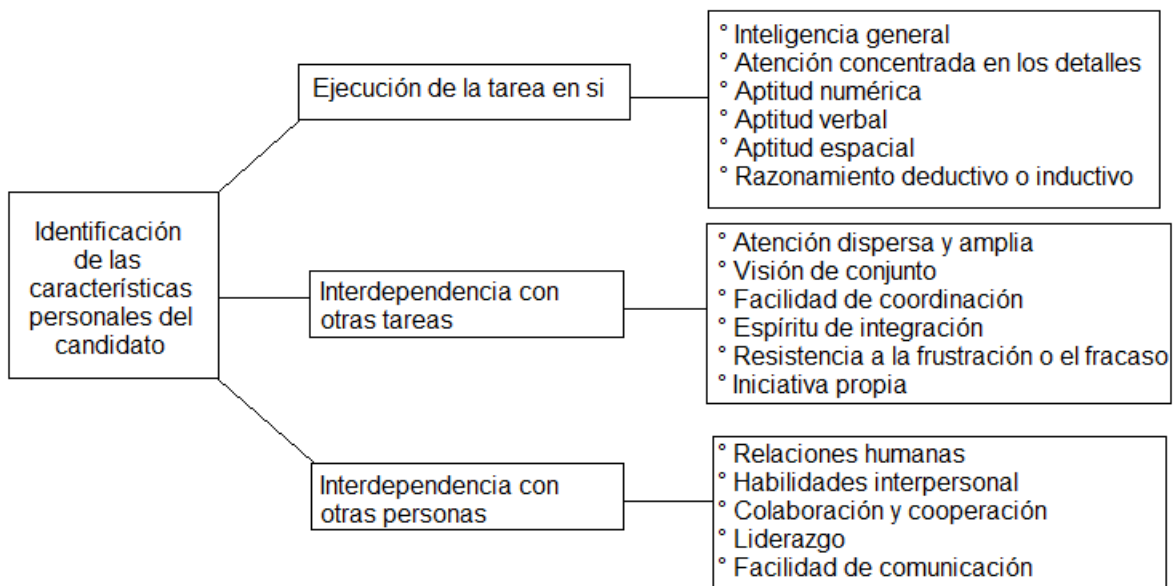 Identificación
de las
características
personales del
candidato
Ejecución de la tarea en si
° Inteligencia general
° Atención concentrada en los detalles
° Aptitud numérica
° Aptitud verbal
° Aptitud espacial
° Razonamiento deductivo o inductivo
Interdependencia con
otras tareas
° Atención dispersa y amplia
° Visión de conjunto
° Facilidad de coordinación
° Espíritu de integración
° Resistencia a la frustración o el fracaso
° Iniciativa propia
Interdependencia con
otras personas
° Relaciones humanas
° Habilidades interpersonal
° Colaboración y cooperación
° Liderazgo
° Facilidad de comunicación